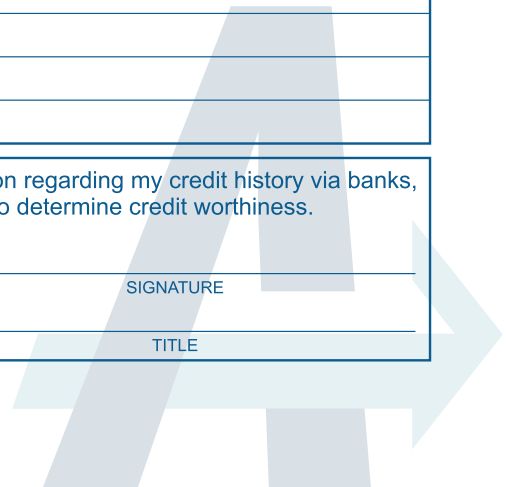 on regarding my credit history via banks,
o determine credit worthiness.
SIGNATURE
TITLE